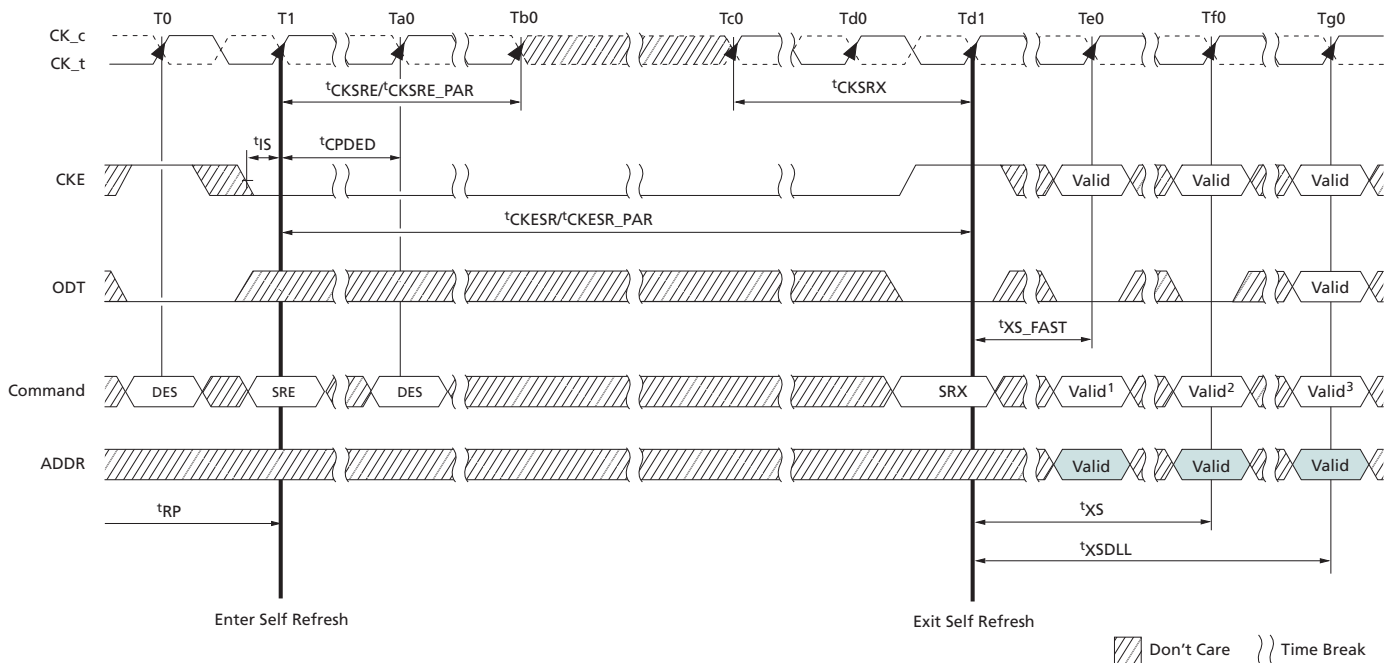 T0 T1 Ta0 Tb0 Tc0 Td0 Td1 Te0 Tf0 Tg0
CK_c
CK_t
tCKSRE/tCKSRE_PAR tCKSRX
tIS tCPDED
CKE Valid Valid Valid
tCKESR/tCKESR_PAR
ODT Valid
tXS_FAST
Command DES SRE DES SRX Valid1 Valid2 Valid3
ADDR Valid Valid Valid
tRP tXS
tXSDLL
Enter Self Refresh Exit Self Refresh
Don't Care Time Break